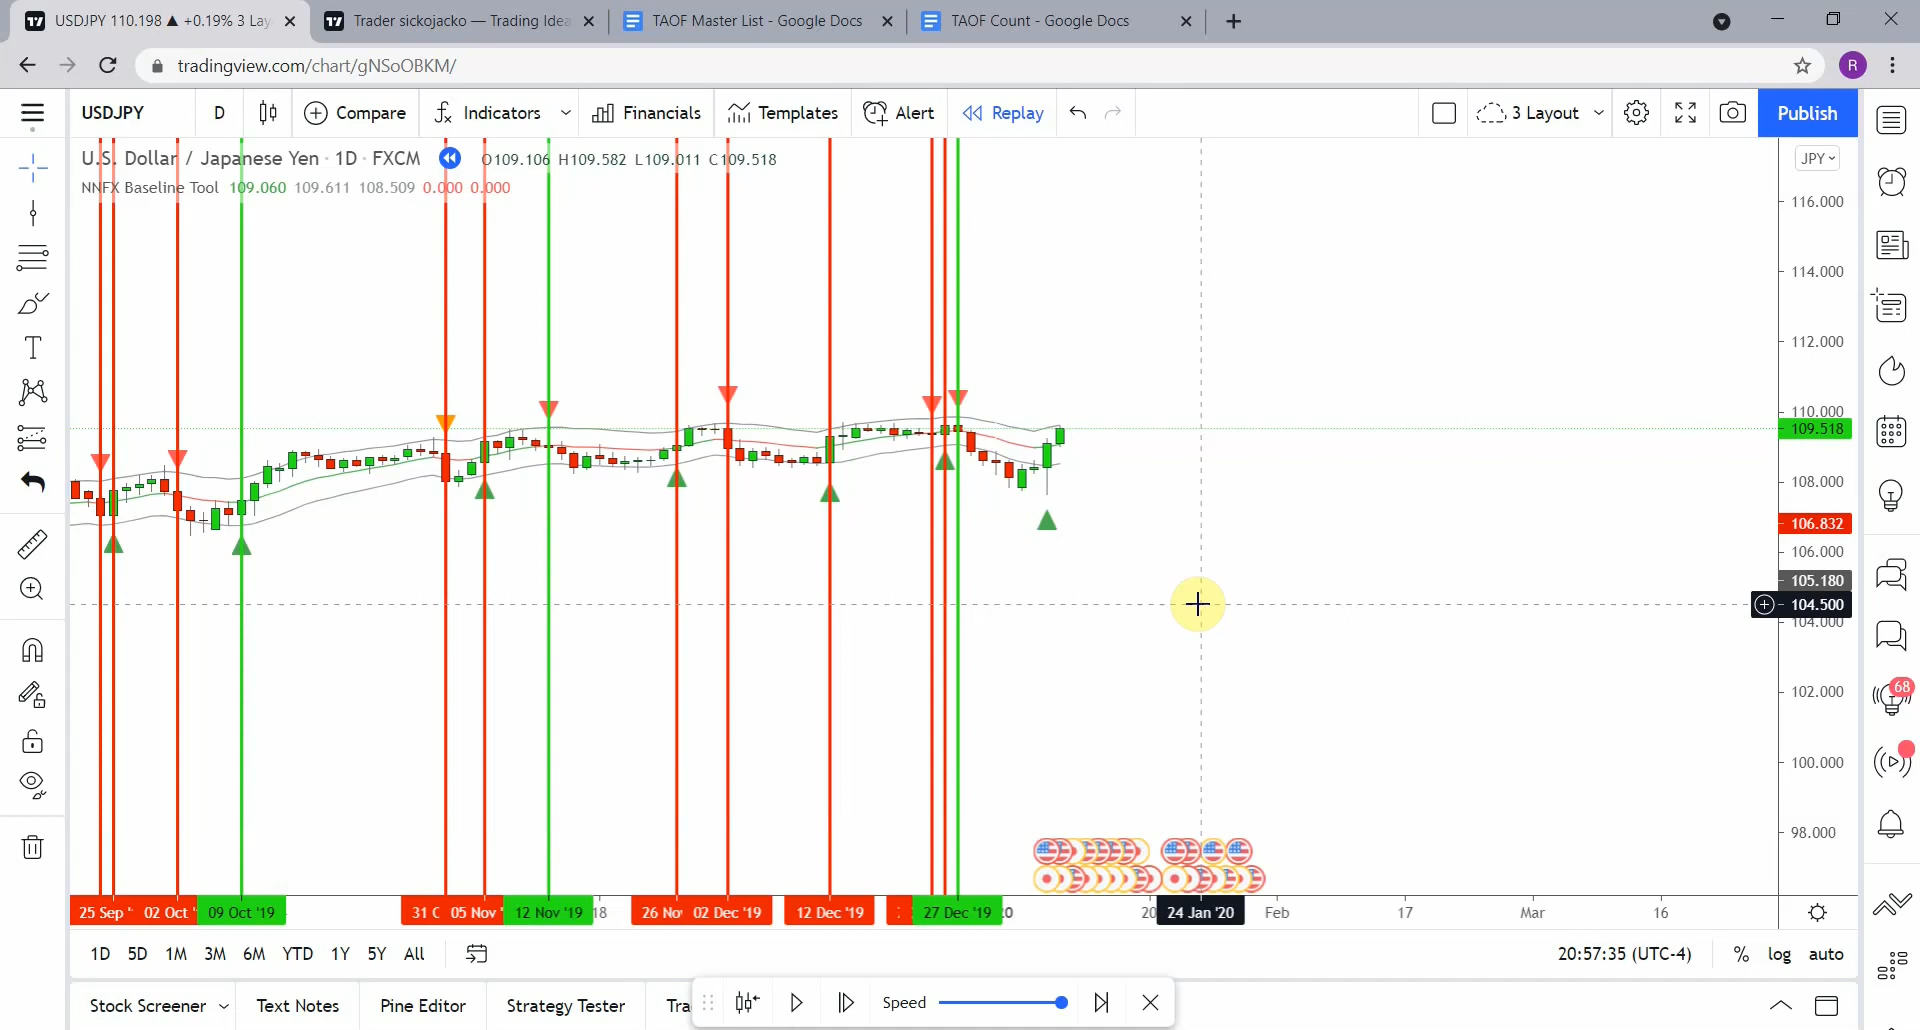 USDJPY 110.198 ▲ +0.19% 3 Lay
Trader sickojacko — Trading Idea
TAOF Master List - Google Docs
TAOF Count - Google Docs
tradingview.com/chart/gNSoOBKM/
R
USDJPY
D
Compare
Indicators
Financials
Templates
Alert
Replay
3 Layout
Publish
U.S. Dollar / Japanese Yen · 1D · FXCM
O109.106 H109.582 L109.011 C109.518
NNFX Baseline Tool 109.060 109.611 108.509 0.000 0.000
JPY
116.000
114.000
112.000
110.000
109.518
108.000
106.832
106.000
105.180
104.500
104.000
102.000
100.000
98.000
68
25 Sep '
02 Oct '
09 Oct '19
05 Nov '
12 Nov '19
18
26 No
02 Dec '19
12 Dec '19
27 Dec '19
20
24 Jan '20
Feb
17
Mar
16
1D 5D 1M 3M 6M YTD 1Y 5Y All
20:57:35 (UTC-4)
% log auto
Stock Screener
Text Notes
Pine Editor
Strategy Tester
Tra
Speed